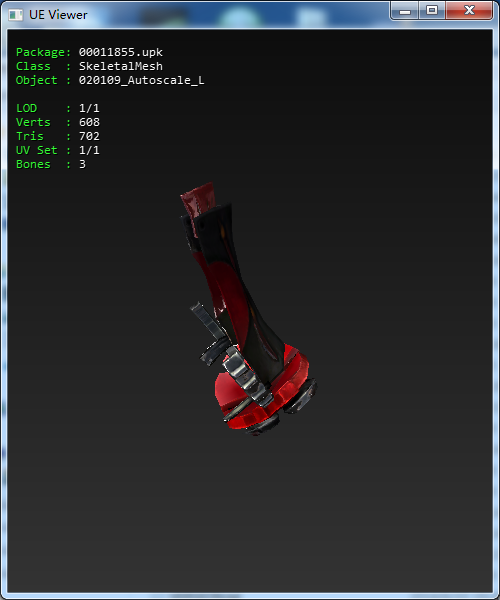 UE Viewer
Package: 00011855.upk
Class : SkeletalMesh
Object : 020109_Autoscale_L
LOD : 1/1
Verts : 608
Tris : 702
UV Set : 1/1
Bones : 3